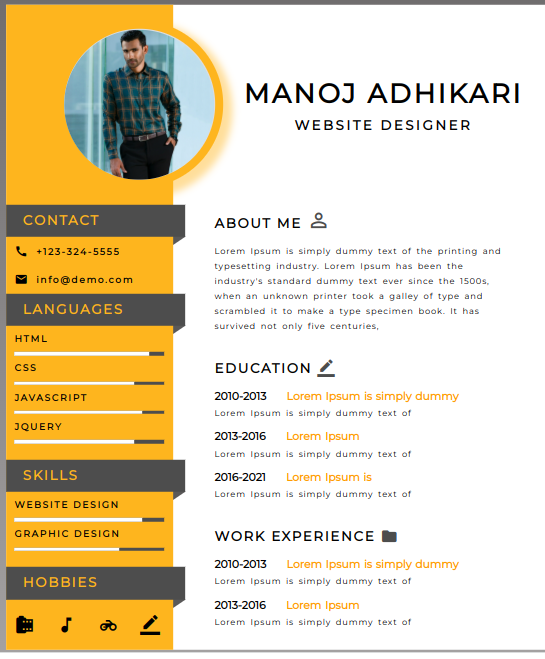 MANOJ ADHIKARI
WEBSITE DESIGNER
CONTACT
+123-324-5555
info@demo.com
LANGUAGES
HTML
CSS
JAVASCRIPT
JQUERY
SKILLS
WEBSITE DESIGN
GRAPHIC DESIGN
HOBBIES
ABOUT ME
Lorem Ipsum is simply dummy text of the printing and
typesetting industry. Lorem Ipsum has been the
industry's standard dummy text ever since the 1500s,
when an unknown printer took a galley of type and
scrambled it to make a type specimen book. It has
survived not only five centuries,
EDUCATION
2010-2013 Lorem Ipsum is simply dummy
Lorem Ipsum is simply dummy text of
2013-2016 Lorem Ipsum
Lorem Ipsum is simply dummy text of
2016-2021 Lorem Ipsum is
Lorem Ipsum is simply dummy text of
WORK EXPERIENCE
2010-2013 Lorem Ipsum is simply dummy
Lorem Ipsum is simply dummy text of
2013-2016 Lorem Ipsum
Lorem Ipsum is simply dummy text of